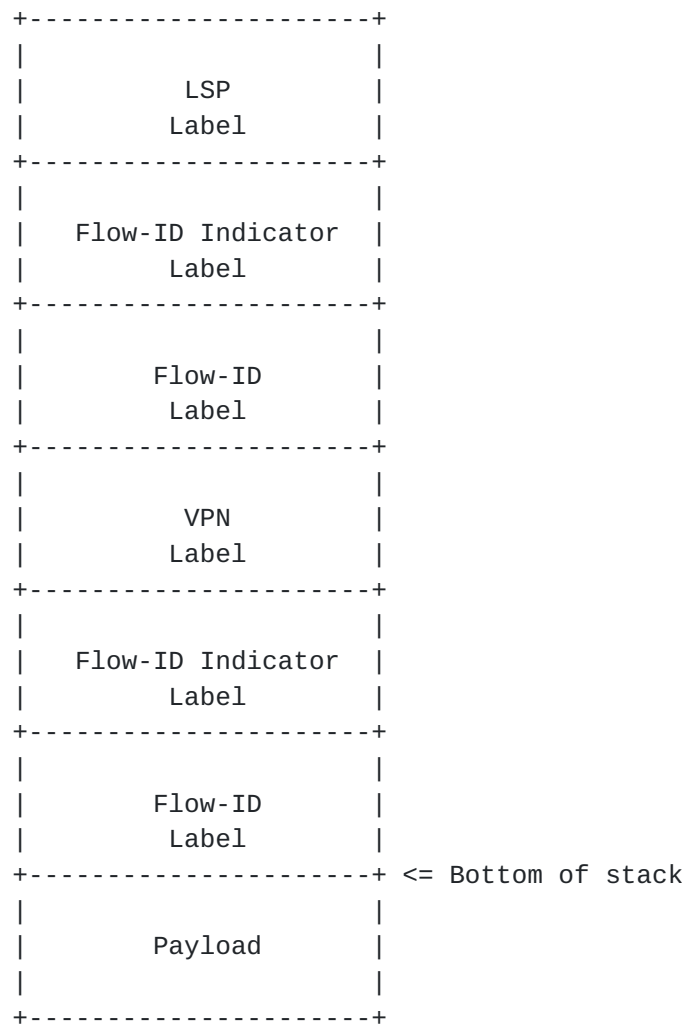 +----------------------+
|                      |
|          LSP         |
|         Label        |
+----------------------+
|                      |
|   Flow-ID Indicator  |
|         Label        |
+----------------------+
|                      |
|        Flow-ID       |
|         Label        |
+----------------------+
|                      |
|          VPN         |
|         Label        |
+----------------------+
|                      |
|   Flow-ID Indicator  |
|         Label        |
+----------------------+
|                      |
|        Flow-ID       |
|         Label        |
+----------------------+ <= Bottom of stack
|                      |
|        Payload       |
|                      |
+----------------------+